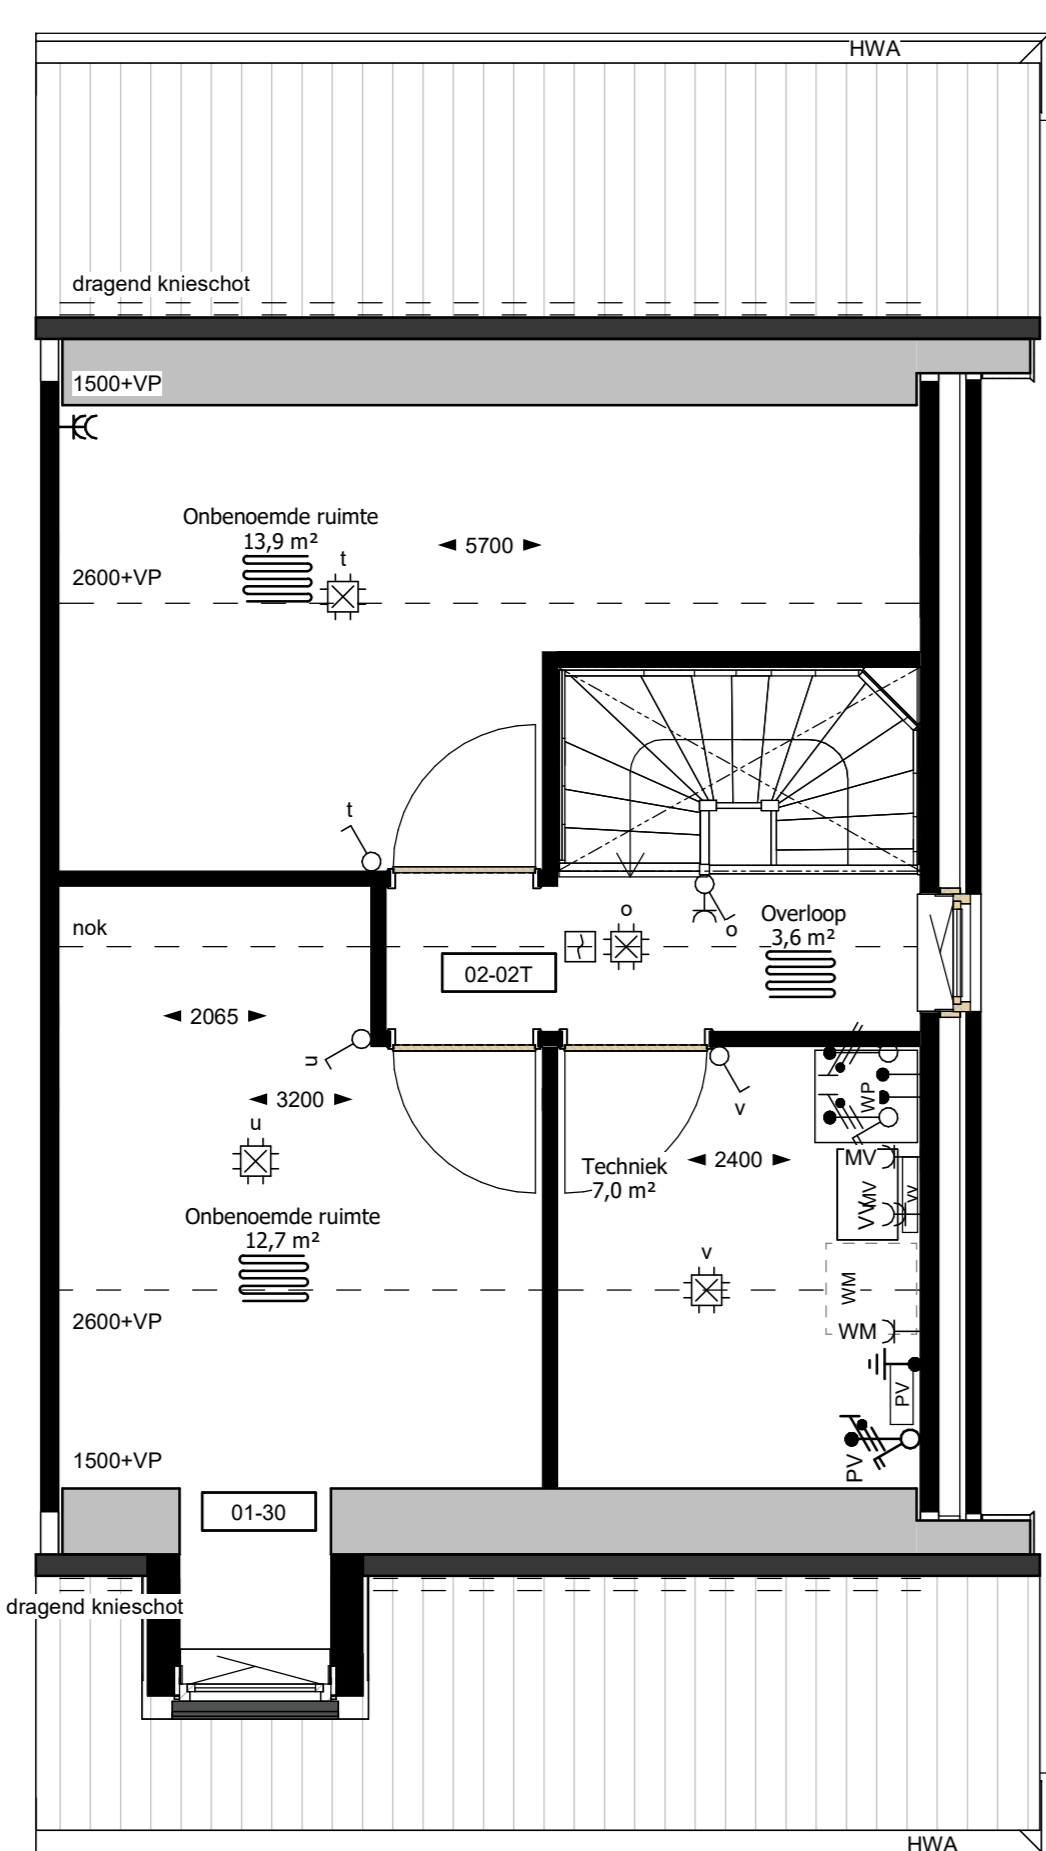 HWA
dragend knieschot
1500+VP
Onbenoemde ruimte
13,9 m²
5700
t
2600+VP
t
nok
o
Overloop
3,6 m²
o
02-02T
2065
u
3200
u
v
WP
Techniek
7,0 m²
2400
MV
MV
VV
VV
Onbenoemde ruimte
12,7 m²
v
WM
2600+VP
WM
PV
1500+VP
PV
01-30
dragend knieschot
HWA